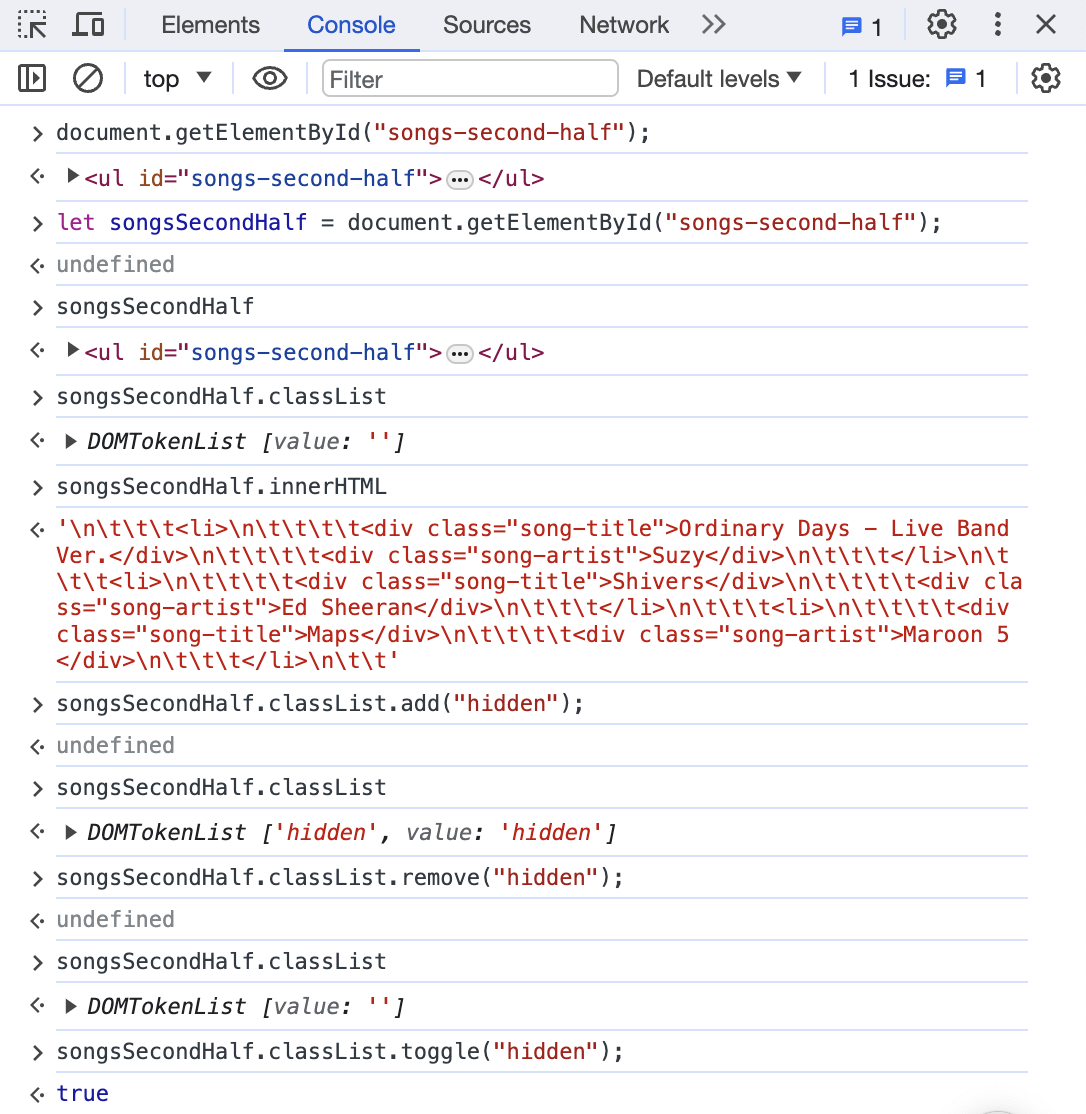 Elements Console Sources Network 1
top Filter Default levels 1 Issue: 1
document.getElementById("songs-second-half");
<ul id="songs-second-half">…</ul>
let songsSecondHalf = document.getElementById("songs-second-half");
undefined
songsSecondHalf
<ul id="songs-second-half">…</ul>
songsSecondHalf.classList
DOMTokenList [value: '']
songsSecondHalf.innerHTML
'\n\t\t\t<li>\n\t\t\t\t<div class="song-title">Ordinary Days - Live Band
Ver.</div>\n\t\t\t\t<div class="song-artist">Suzy</div>\n\t\t\t</li>\n\t
\t\t<li>\n\t\t\t\t<div class="song-title">Shivers</div>\n\t\t\t\t<div cla
ss="song-artist">Ed Sheeran</div>\n\t\t\t</li>\n\t\t\t<li>\n\t\t\t\t<div
class="song-title">Maps</div>\n\t\t\t\t<div class="song-artist">Maroon 5
</div>\n\t\t\t</li>\n\t\t'
songsSecondHalf.classList.add("hidden");
undefined
songsSecondHalf.classList
DOMTokenList ['hidden', value: 'hidden']
songsSecondHalf.classList.remove("hidden");
undefined
songsSecondHalf.classList
DOMTokenList [value: '']
songsSecondHalf.classList.toggle("hidden");
true